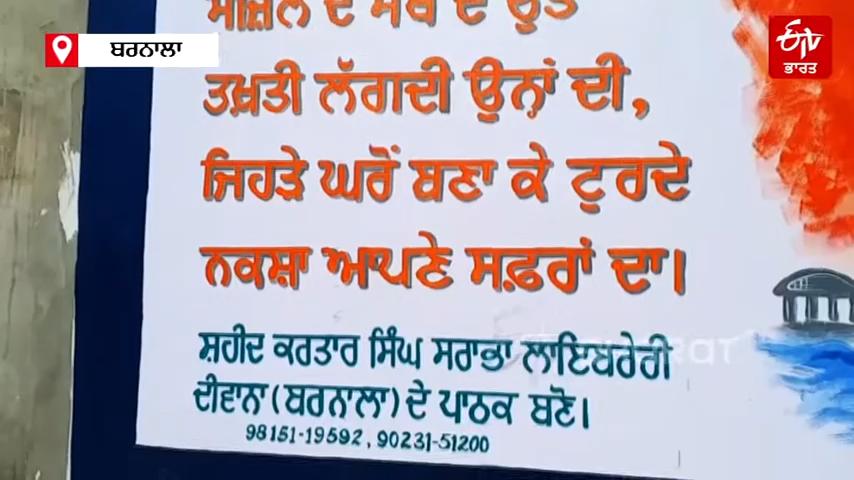 ਬਰਨਾਲਾ
ਭਾਰਤ
ਮੰਜ਼ਿਲ ਦੇ ਮੱਥੇ ਦੇ ਉੱਤੇ
ਤਖ਼ਤੀ ਲੱਗਦੀ ਉਨ੍ਹਾਂ ਦੀ,
ਜਿਹੜੇ ਘਰੋਂ ਬਣਾ ਕੇ ਟੁਰਦੇ
ਨਕਸ਼ਾ ਆਪਣੇ ਸਫ਼ਰਾਂ ਦਾ।
ਸ਼ਹੀਦ ਕਰਤਾਰ ਸਿੰਘ ਸਰਾਭਾ ਲਾਇਬਰੇਰੀ
ਦੀਵਾਨਾ (ਬਰਨਾਲਾ) ਦੇ ਪਾਠਕ ਬਣੋ।
98151-19592, 90231-51200